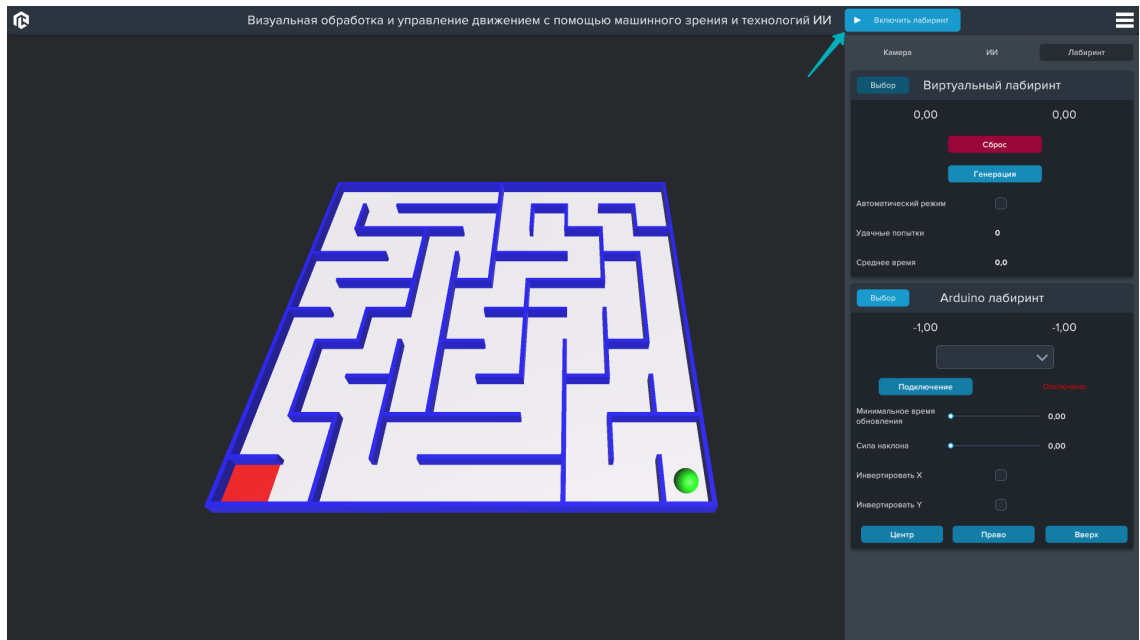 Визуальная обработка и управление движением с помощью машинного зрения и технологий ИИ
Включить лабиринт
Камера ИИ Лабиринт
Выбор Виртуальный лабиринт
0,00 0,00
Сброс
Генерация
Автоматический режим
Удачные попытки 0
Среднее время 0,0
Выбор Arduino лабиринт
-1,00 -1,00
Подключение Отключено
Минимальное время
обновления 0,00
Сила наклона 0,00
Инвертировать X
Инвертировать Y
Центр Право Вверх